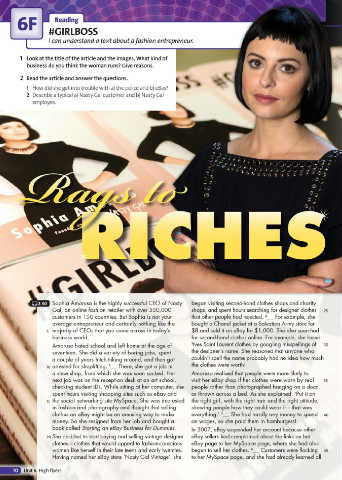 6F
Reading
#GIRLBOSS
I can understand a text about a fashion entrepreneur.
1 Look at the title of the article and the images. What kind of
business do you think the woman runs? Give reasons.
2 Read the article and answer the questions.
1 How did she get into trouble with a) the police and b) eBay?
2 Describe a typical a) Nasty Gal customer and b) Nasty Gal
employee.
Rags to
RICHES
Sophia Amoruso is the highly successful CEO of Nasty
Gal, an online fashion retailer with over 550,000
customers in 150 countries. But Sophia is not your
average entrepreneur and certainly nothing like the
majority of CEOs that you come across in today's
business world.
Amoruso hated school and left home at the age of
seventeen. She did a variety of boring jobs, spent
a couple of years hitch-hiking around, and then got
arrested for shoplifting. There, she got a job in
a shoe shop, from which she was soon sacked. Her
next job was on the reception desk at an art school,
checking student IDs. While sitting at her computer, she
spent hours visiting shopping sites such as eBay and
the social networking site MySpace. She was interested
in fashion and photography and thought that selling
clothes on eBay might be an amusing way to make
money. So she resigned from her job and bought a
book called Starting an eBay Business for Dummies.
She decided to start buying and selling vintage designer
clothes: clothes that would appeal to fashion-conscious
women like herself in their late teens and early twenties.
Having named her eBay store 'Nasty Gal Vintage', she
began visiting second-hand clothes shops and charity
shops, and spent hours searching for designer clothes
that other people had resisted. For example, she
bought a Chanel jacket at a Salvation Army store for
$8 and sold it on eBay for $1,000. She also searched
for second-hand clothes online. For example, she found
Yves Saint Laurent clothes by googling misspellings of
the designer's name. She reasoned that anyone who
couldn't spell the name probably had no idea how much
the clothes were worth!
Amoruso realised that people were more likely to
visit her eBay shop if her clothes were worn by real
people rather than photographed hanging on a door
or thrown across a bed. As she explained: 'Put it on
the right girl, with the right hair and the right attitude,
showing people how they could wear it – that was
everything.' She had hardly any money to spend
on wages, so she paid them in hamburgers!
In 2007, eBay suspended her account because other
eBay sellers had complained about the links on her
eBay page to her MySpace page, where she had also
began to sell her clothes. Customers were flocking
to her MySpace page, and she had already learned all
70 Unit 6 High flyers